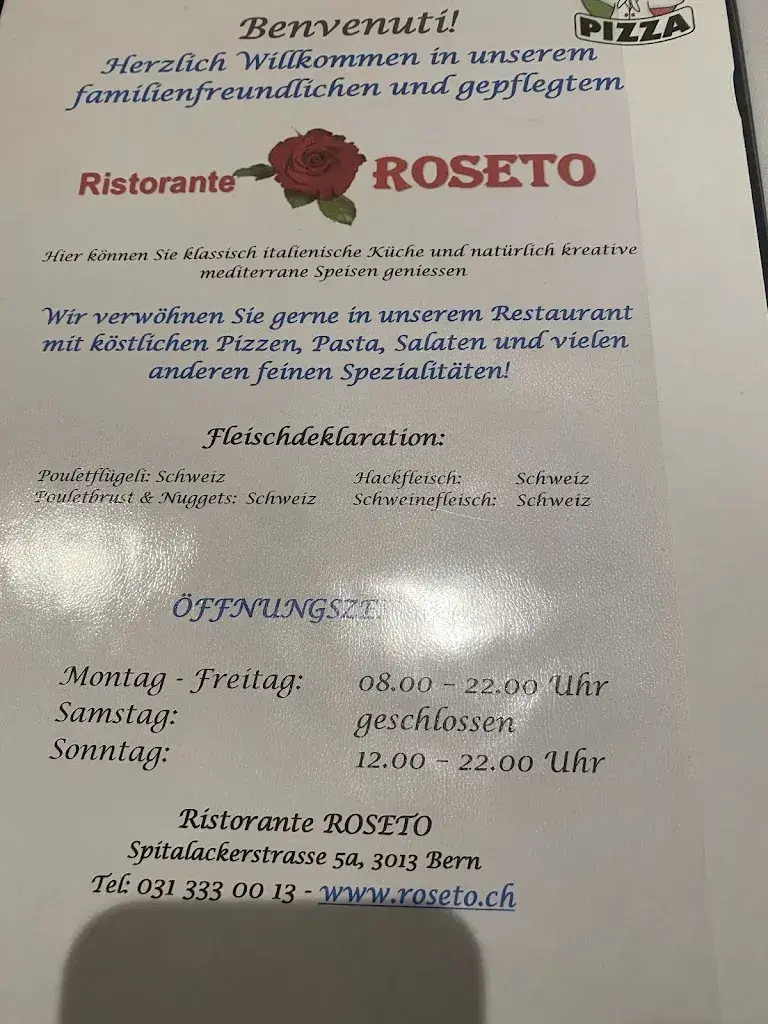 Benvenuti!
PIZZA
Herzlich Willkommen in unserem
familienfreundlichen und gepflegtem
Ristorante ROSETO
Hier können Sie klassisch italienische Küche und natürlich kreative
mediterrane Speisen geniessen
Wir verwöhnen Sie gerne in unserem Restaurant
mit köstlichen Pizzen, Pasta, Salaten und vielen
anderen feinen Spezialitäten!
Fleischdeklaration:
Pouletflügeli: Schweiz Hackfleisch: Schweiz
Pouletbrust & Nuggets: Schweiz Schweinefleisch: Schweiz
Montag - Freitag: 08.00 – 22.00 Uhr
Samstag: geschlossen
Sonntag: 12.00 – 22.00 Uhr
Ristorante ROSETO
Spitalackerstrasse 5a, 3013 Bern
Tel: 031 333 00 13 - www.roseto.ch